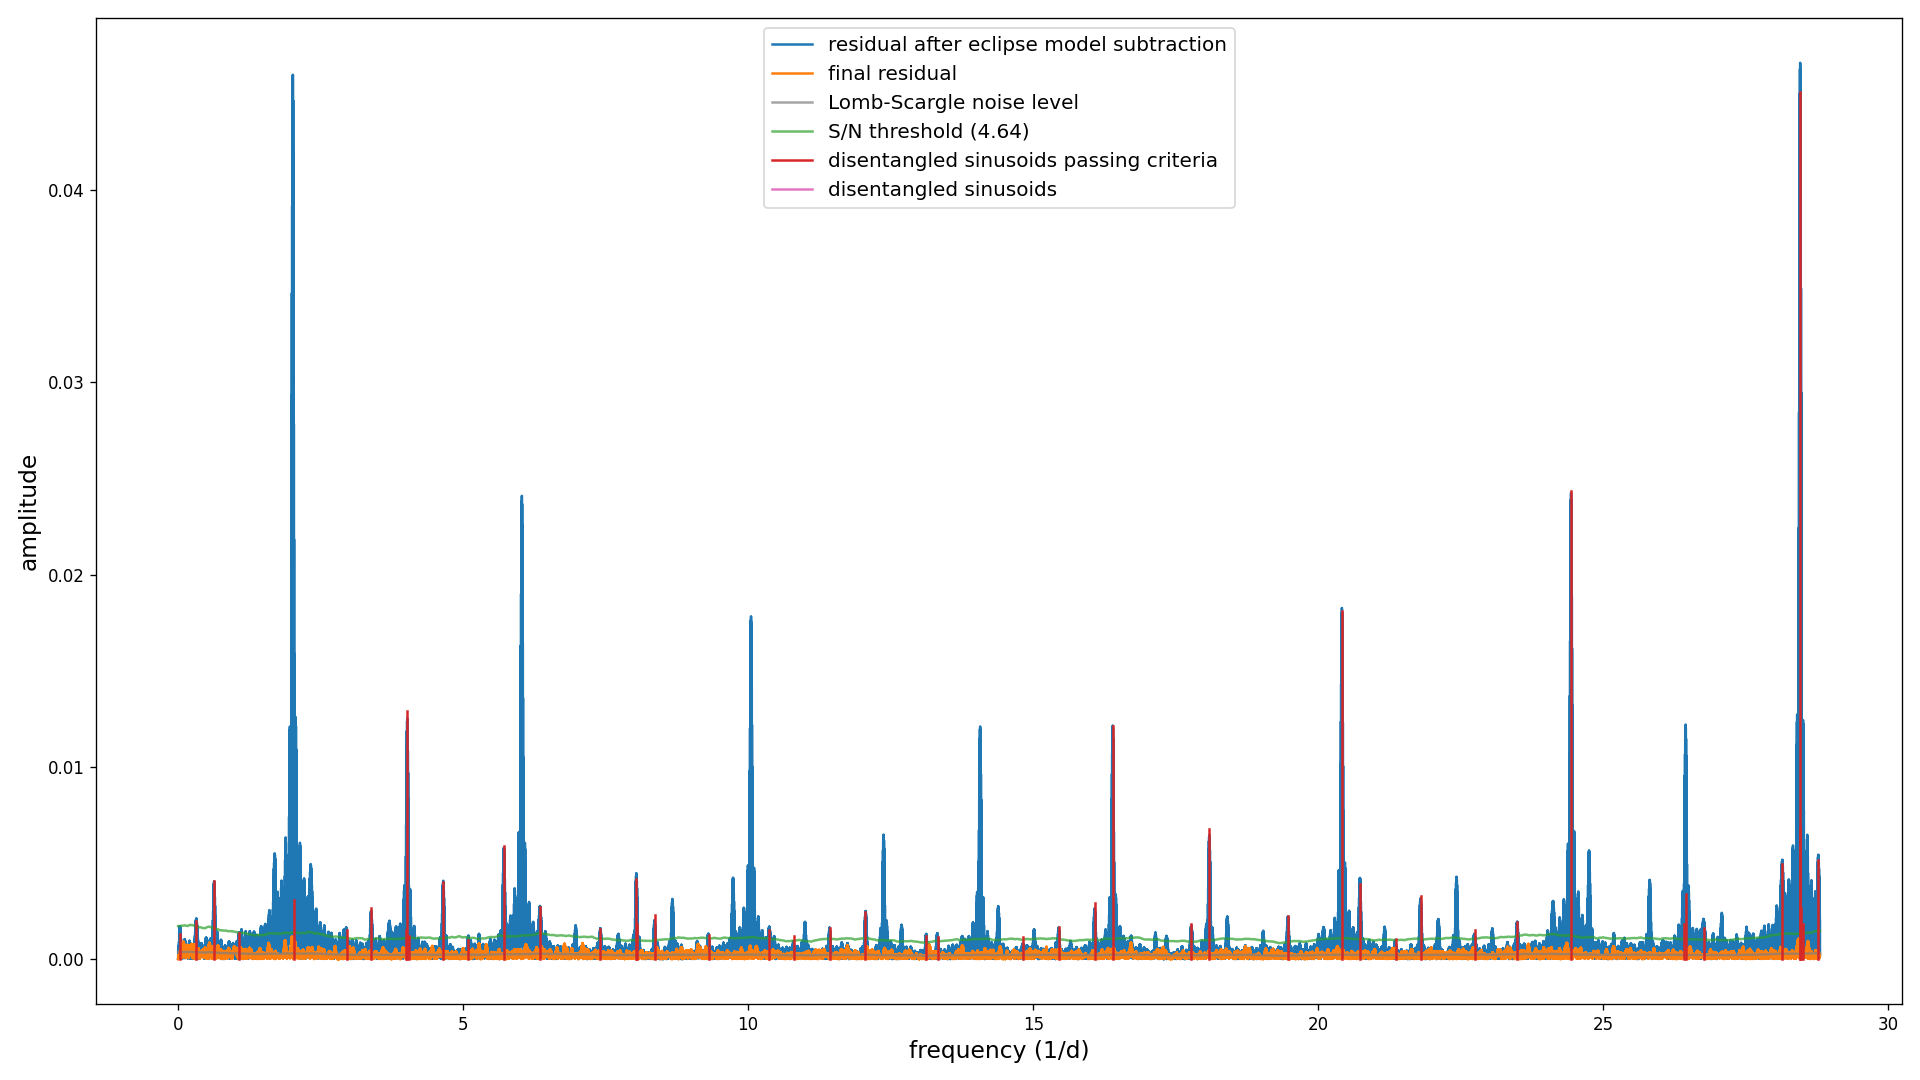 residual after eclipse model subtraction
final residual
Lomb-Scargle noise level
S/N threshold (4.64)
disentangled sinusoids passing criteria
disentangled sinusoids
amplitude
0.04
0.03
0.02
0.01
0.00
0 5 10 15 20 25 30
frequency (1/d)